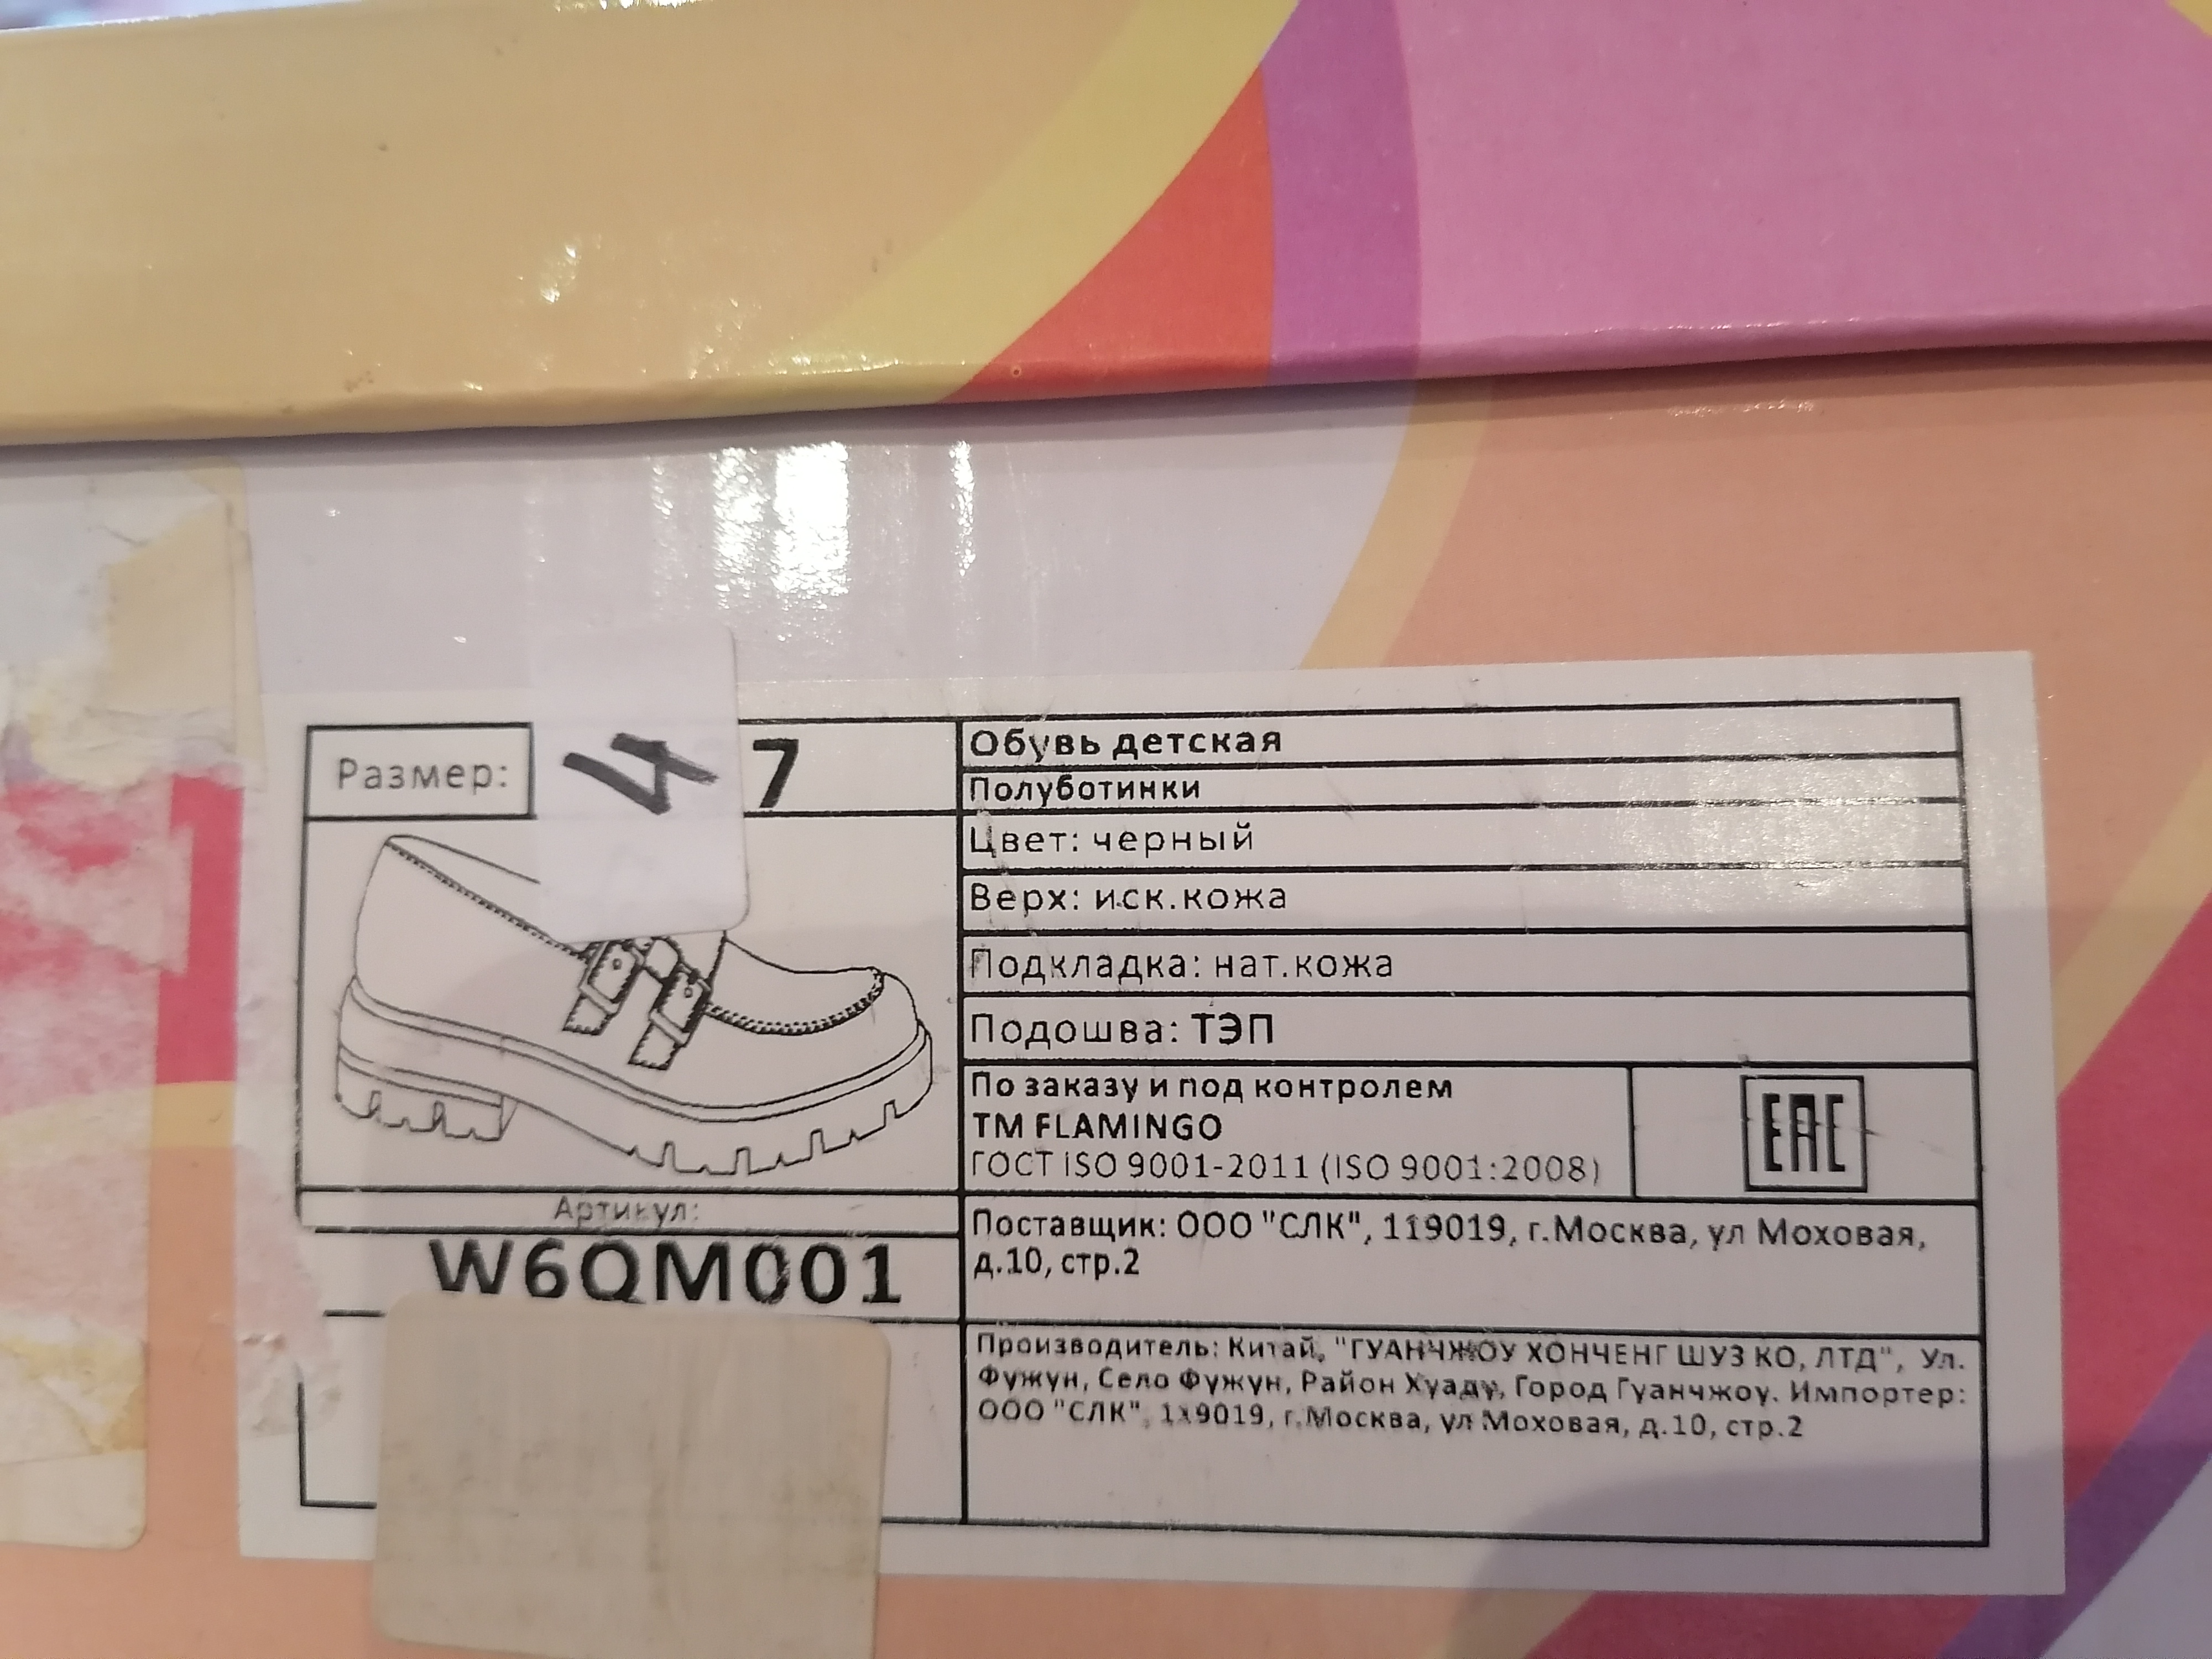 Размер:
7
Обувь детская
Полуботинки
Цвет: черный
Верх: иск.кожа
Подкладка: нат.кожа
Подошва: ТЭП
По заказу и под контролем
TM FLAMINGO
ГОСТ ISO 9001-2011 (ISO 9001:2008)
EAC
Артикул:
W6QM001
Поставщик: ООО "СЛК", 119019, г.Москва, ул Моховая,
д.10, стр.2
Производитель: Китай, "ГУАНЧЖОУ ХОНЧЕНГ ШУЗ КО, ЛТД", Ул.
Фужун, Село Фужун, Район Хуаду, Город Гуанчжоу. Импортер:
ООО "СЛК", 119019, г.Москва, ул Моховая, д.10, стр.2